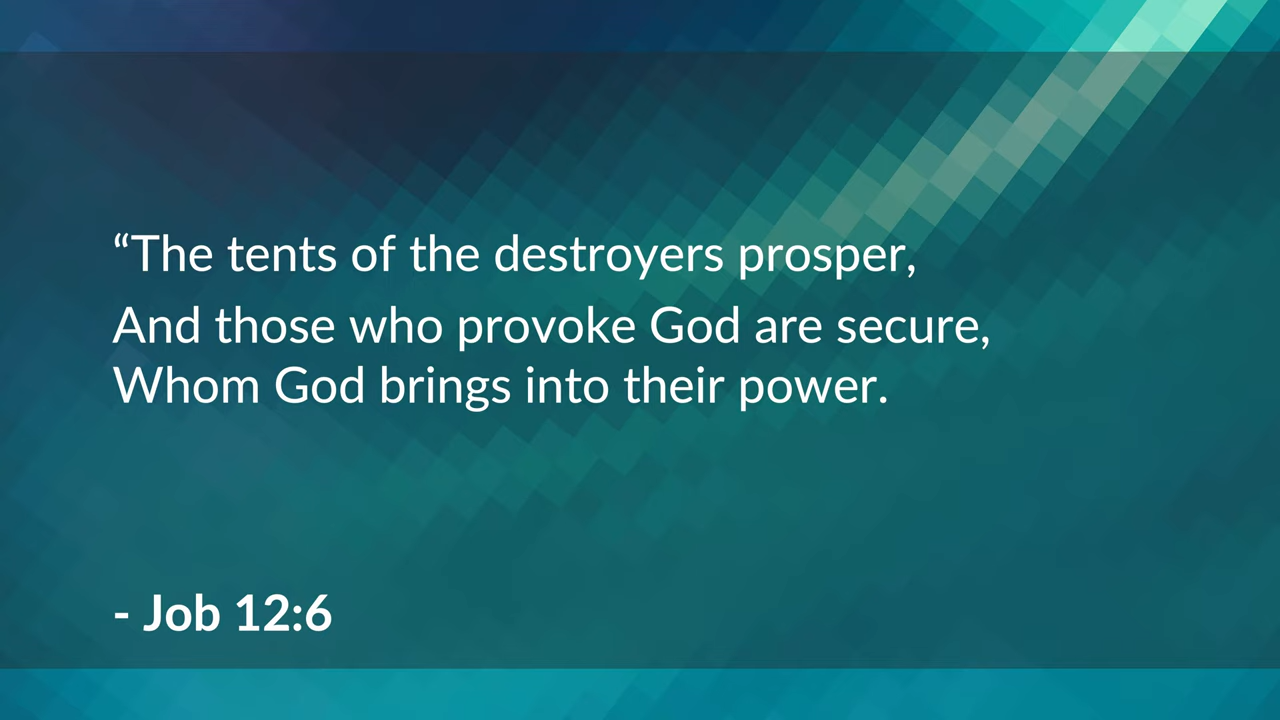 “The tents of the destroyers prosper,
And those who provoke God are secure,
Whom God brings into their power.
- Job 12:6